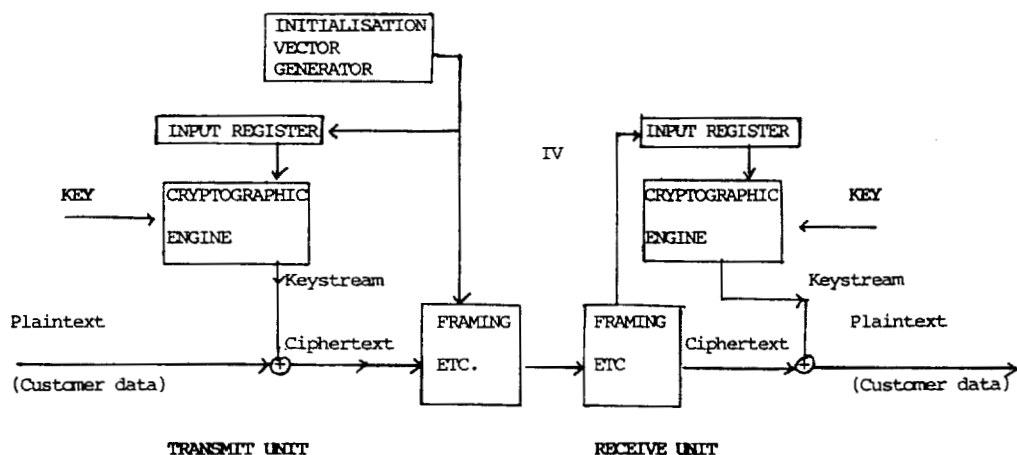 INITIALISATION
VECTOR
GENERATOR
INPUT REGISTER
INPUT REGISTER
IV
KEY
CRYPTOGRAPHIC
ENGINE
CRYPTOGRAPHIC
ENGINE
KEY
Keystream
Keystream
Plaintext
(Customer data)
+
Ciphertext
FRAMING
ETC.
FRAMING
ETC
Ciphertext
+
Plaintext
(Customer data)
TRANSMIT UNIT
RECEIVE UNIT